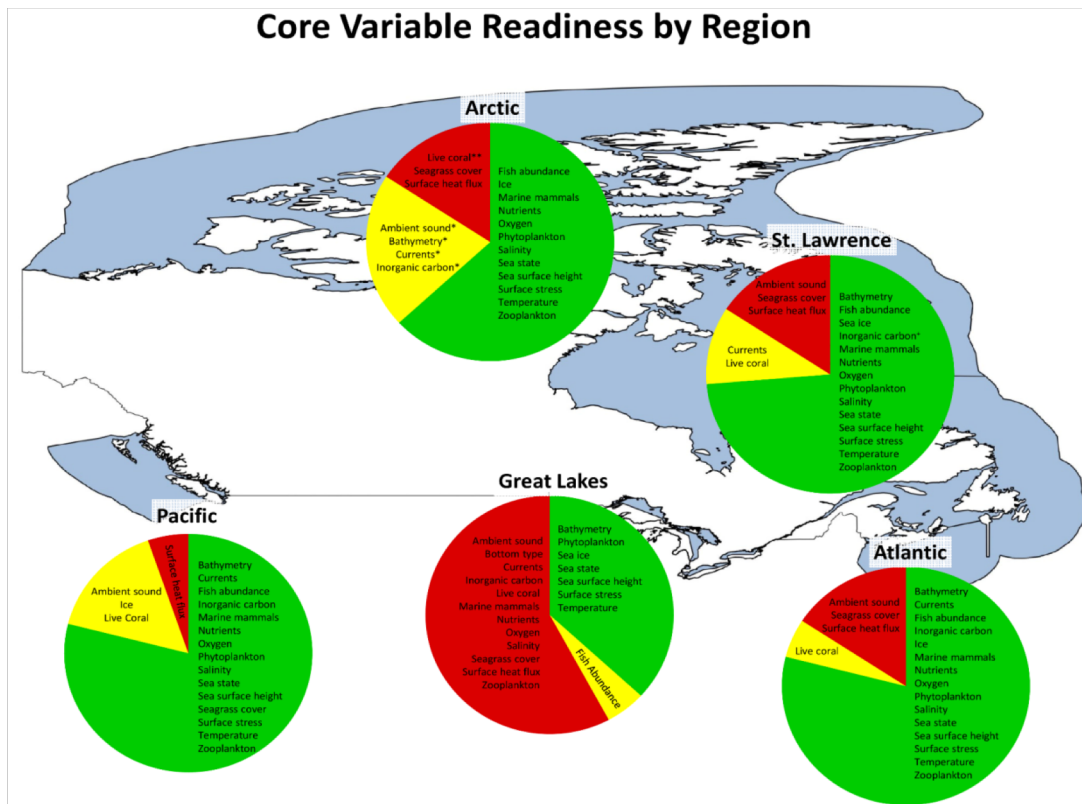 Core Variable Readiness by Region
Arctic
Live coral**
Seagrass cover
Surface heat flux
Ambient sound*
Bathymetry*
Currents*
Inorganic carbon*
Fish abundance
Ice
Marine mammals
Nutrients
Oxygen
Phytoplankton
Salinity
Sea state
Sea surface height
Surface stress
Temperature
Zooplankton
St. Lawrence
Ambient sound
Seagrass cover
Surface heat flux
Currents
Live coral
Bathymetry
Fish abundance
Sea ice
Inorganic carbon*
Marine mammals
Nutrients
Oxygen
Phytoplankton
Salinity
Sea state
Sea surface height
Surface stress
Temperature
Zooplankton
Great Lakes
Ambient sound
Bottom type
Currents
Inorganic carbon
Live coral
Marine mammals
Nutrients
Oxygen
Salinity
Seagrass cover
Surface heat flux
Zooplankton
Bathymetry
Phytoplankton
Sea ice
Sea state
Sea surface height
Surface stress
Temperature
Fish Abundance
Pacific
Surface heat flux
Ambient sound
Ice
Live Coral
Bathymetry
Currents
Fish abundance
Inorganic carbon
Marine mammals
Nutrients
Oxygen
Phytoplankton
Salinity
Sea state
Sea surface height
Seagrass cover
Surface stress
Temperature
Zooplankton
Atlantic
Ambient sound
Seagrass cover
Surface heat flux
Live coral
Bathymetry
Currents
Fish abundance
Inorganic carbon
Ice
Marine mammals
Nutrients
Oxygen
Phytoplankton
Salinity
Sea state
Sea surface height
Surface stress
Temperature
Zooplankton